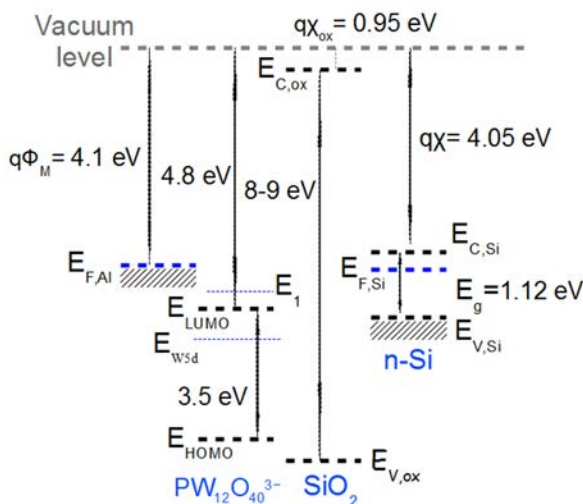 qχox = 0.95 eV
Vacuum
level
EC,ox
qΦM= 4.1 eV
4.8 eV
8-9 eV
qχ= 4.05 eV
EC,Si
EF,Al
EF,Si
E1
Eg= 1.12 eV
ELUMO
EV,Si
EW5d
n-Si
3.5 eV
EHOMO
EV,ox
PW12O40³⁻
SiO2